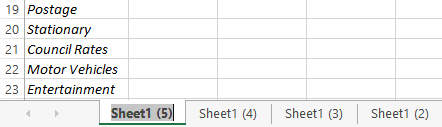 19 Postage
20 Stationary
21 Council Rates
22 Motor Vehicles
23 Entertainment
Sheet1 (5) Sheet1 (4) Sheet1 (3) Sheet1 (2)